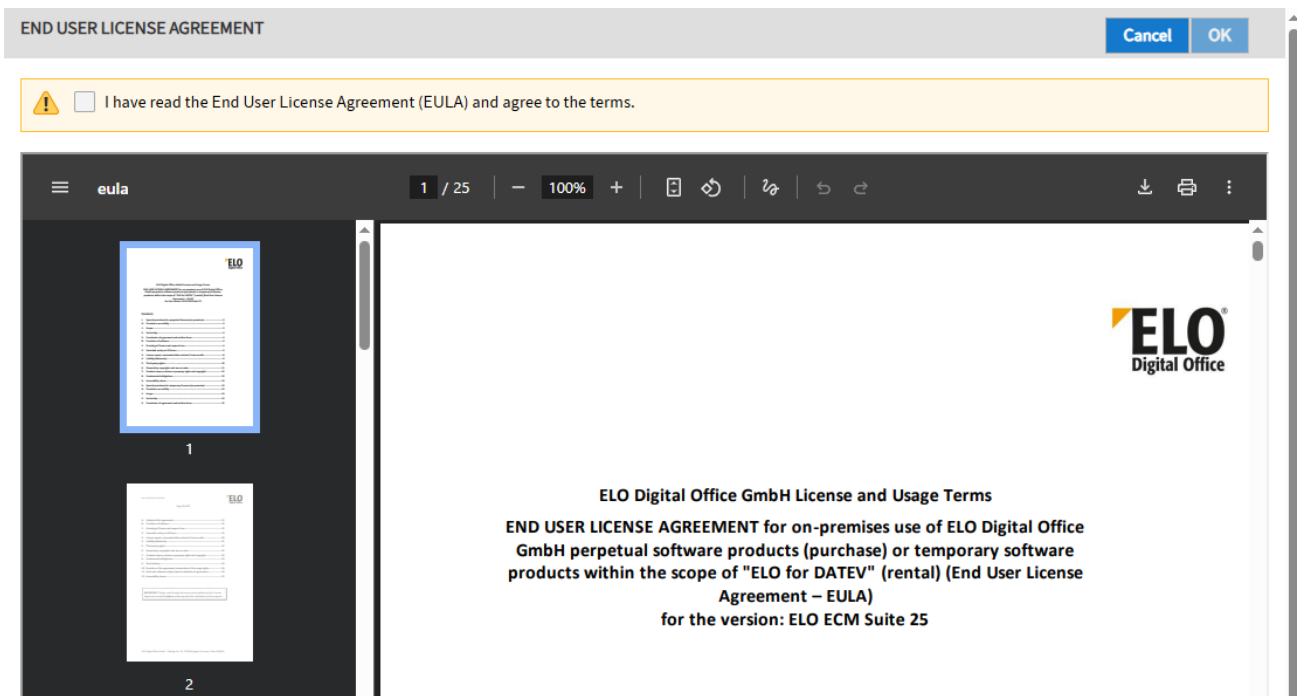 END USER LICENSE AGREEMENT
Cancel
OK
I have read the End User License Agreement (EULA) and agree to the terms.
eula
1 / 25
100%
ELO
1
ELO
2
ELO
Digital Office
ELO Digital Office GmbH License and Usage Terms
END USER LICENSE AGREEMENT for on-premises use of ELO Digital Office
GmbH perpetual software products (purchase) or temporary software
products within the scope of "ELO for DATEV" (rental) (End User License
Agreement – EULA)
for the version: ELO ECM Suite 25